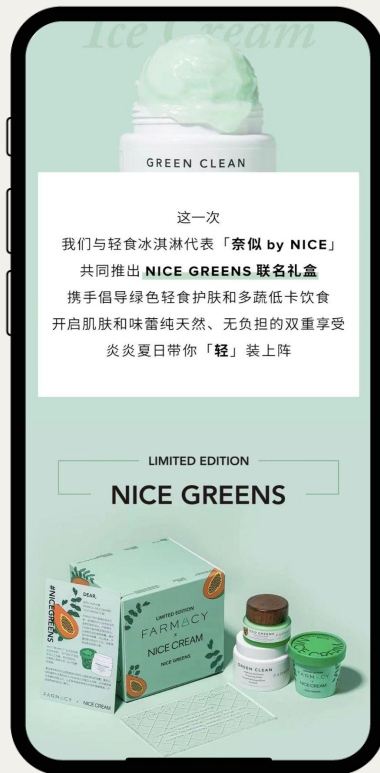 Ice Cream
GREEN CLEAN
这一次
我们与轻食冰淇淋代表「奈似 by NICE」
共同推出 NICE GREENS 联名礼盒
携手倡导绿色轻食护肤和多蔬低卡饮食
开启肌肤和味蕾纯天然、无负担的双重享受
炎炎夏日带你「轻」装上阵
LIMITED EDITION
NICE GREENS
#NICEGREENS
DEAR,
FARMACY x NICE CREAM
LIMITED EDITION
FARMACY
x
NICE CREAM
NICE GREENS
GREEN CLEAN
FARMACY
NICE CREAM